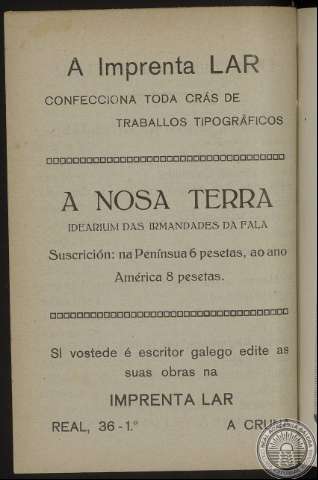 A Imprenta LAR
CONFECCIONA TODA CRÁS DE
TRABALLOS TIPOGRÁFICOS
A NOSA TERRA
IDEARIUM DAS IRMANDADES DA FALA
Suscrición: na Penínsua 6 pesetas, ao ano
América 8 pesetas.
SI vostede é escritor galego edite as
suas obras na
IMPRENTA LAR
REAL, 36 - 1.° A CRUÑA